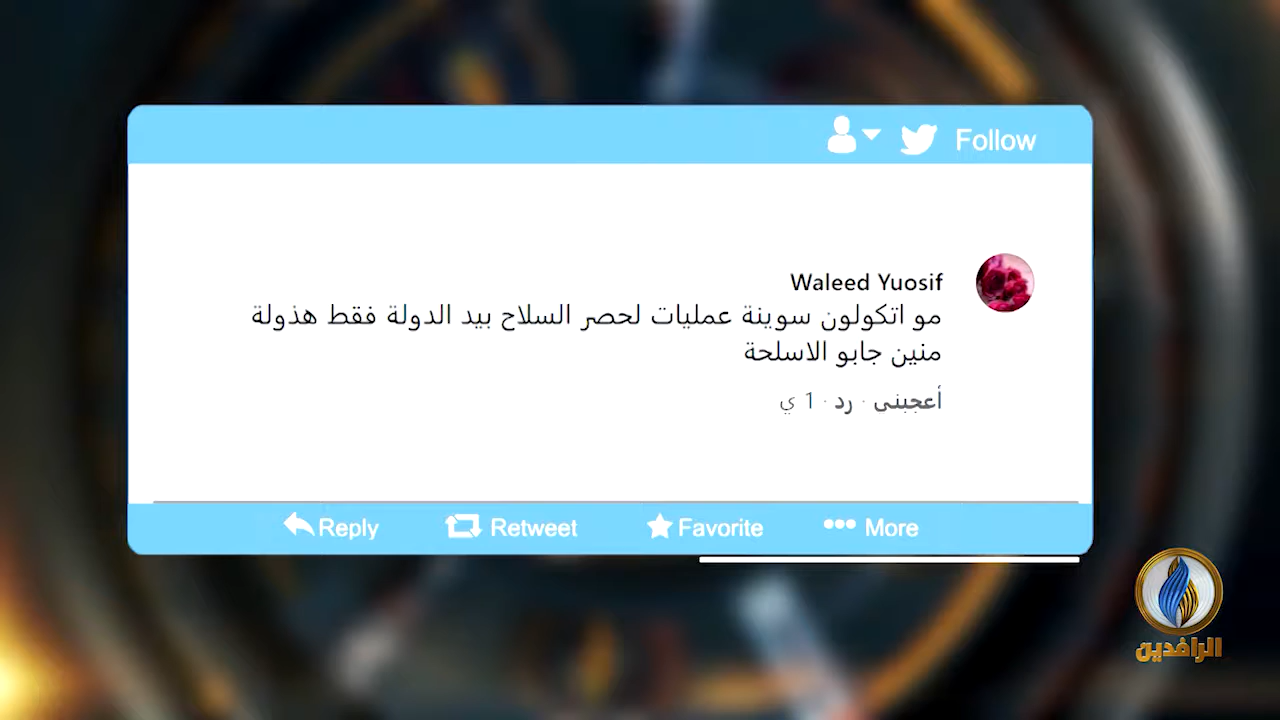 Follow
Waleed Yuosif
مو اتكولون سوينة عمليات لحصر السلاح بيد الدولة فقط هذولة
منين جابو الاسلحة
أعجبنى · رد · 1 ي
Reply Retweet Favorite More
الرافدين